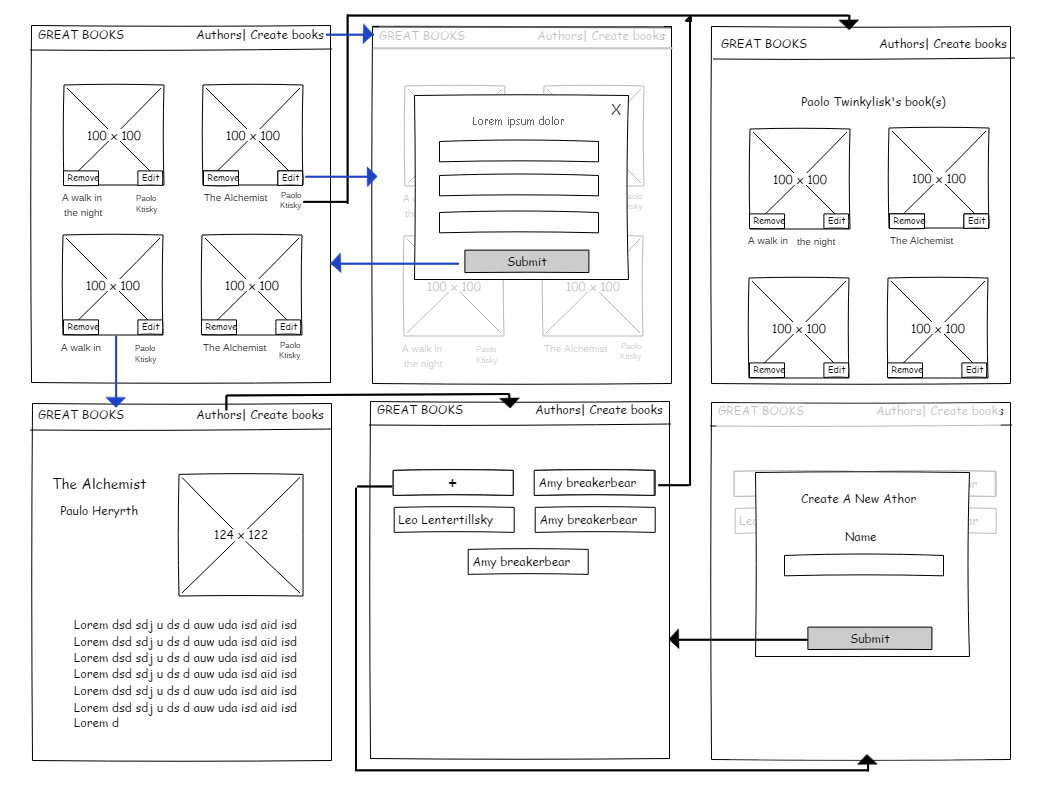 GREAT BOOKS Authors| Create books
100 x 100 100 x 100
Remove Edit Remove Edit
A walk in Paolo The Alchemist Paolo
the night Ktisky Ktisky
100 x 100 100 x 100
Remove Edit Remove Edit
A walk in Paolo The Alchemist Paolo
Ktisky Ktisky
GREAT BOOKS Authors| Create books
X
Lorem ipsum dolor
Submit
A
th
aolo
sky
100 x 100 100 x 100
A walk in Paolo The Alchemist Paolo
the night Ktisky Ktisky
GREAT BOOKS Authors| Create books
Paolo Twinkylisk's book(s)
100 x 100 100 x 100
Remove Edit Remove Edit
A walk in the night The Alchemist
100 x 100 100 x 100
Remove Edit Remove Edit
GREAT BOOKS Authors| Create books
The Alchemist
Paulo Heryrth
124 x 122
Lorem dsd sdj u ds d auw uda isd aid isd
Lorem dsd sdj u ds d auw uda isd aid isd
Lorem dsd sdj u ds d auw uda isd aid isd
Lorem dsd sdj u ds d auw uda isd aid isd
Lorem dsd sdj u ds d auw uda isd aid isd
Lorem dsd sdj u ds d auw uda isd aid isd
Lorem d
GREAT BOOKS Authors| Create books
+ Amy breakerbear
Leo Lentertillsky Amy breakerbear
Amy breakerbear
GREAT BOOKS Authors| Create books
ar
Leo ar
Create A New Athor
Name
Submit